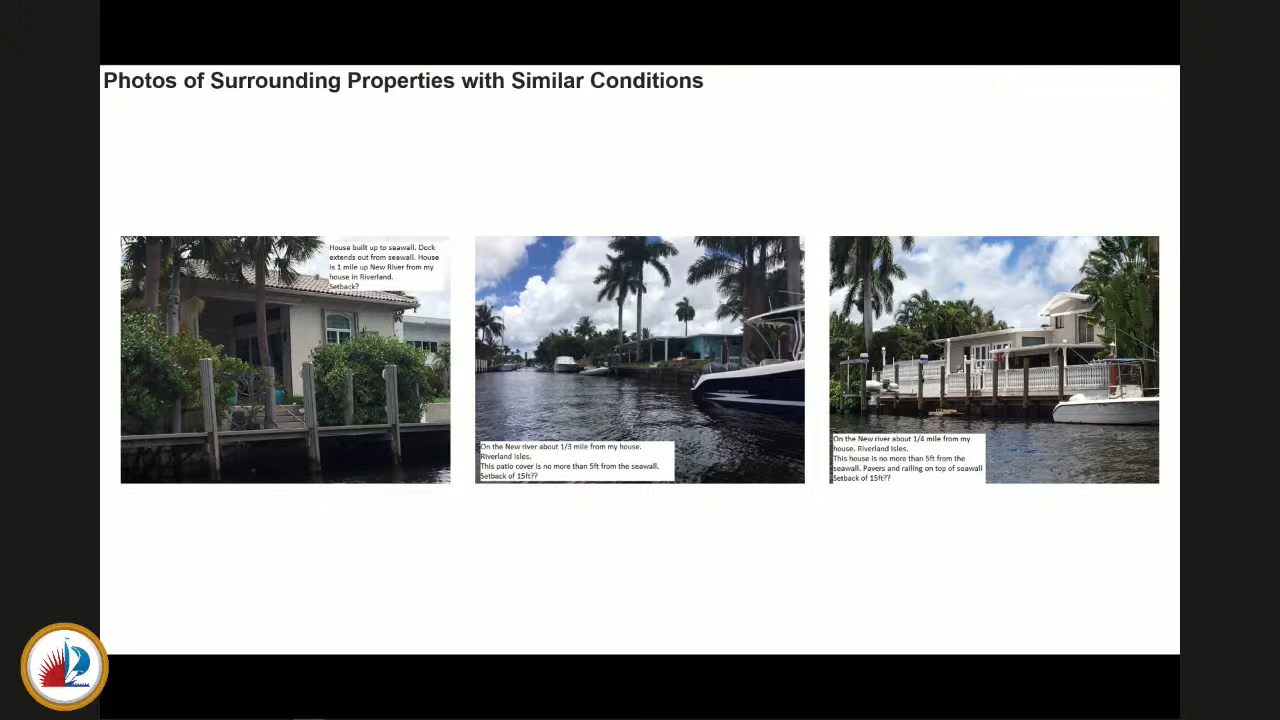 Photos of Surrounding Properties with Similar Conditions
House built up to seawall. Dock
extends out from seawall. House
is 1 mile up New River from my
house in Riverland.
Setback?
On the New river about 1/3 mile from my house.
Riverland Isles.
This patio cover is no more than 5ft from the seawall.
Setback of 15ft??
On the New river about 1/4 mile from my
house. Riverland Isles.
This house is no more than 5ft from the
seawall. Pavers and railing on top of seawall
Setback of 15ft??